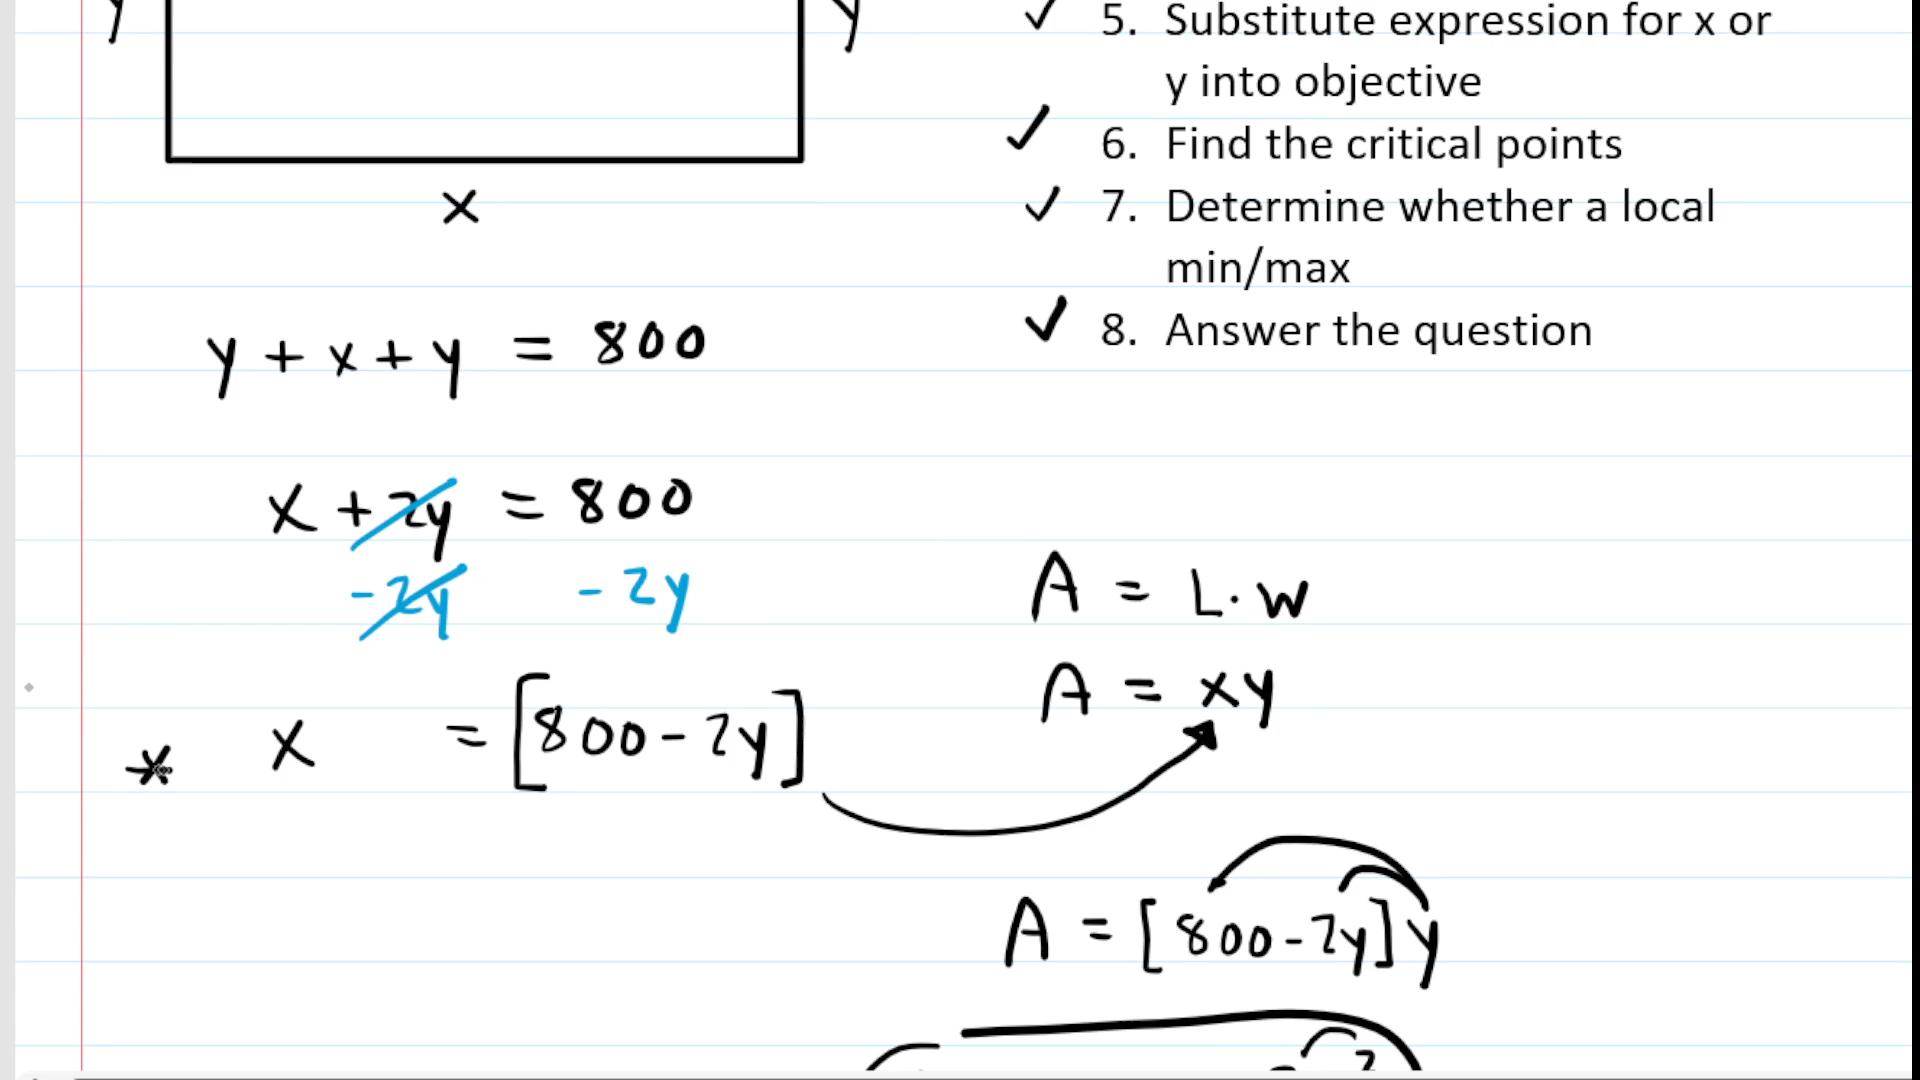 y y
x
5. Substitute expression for x or
y into objective
6. Find the critical points
7. Determine whether a local
min/max
8. Answer the question
y + x + y = 800
x + 2y = 800
- 2y - 2y
x = [800 - 2y]
A = L · W
A = xy
A = [800 - 2y] y